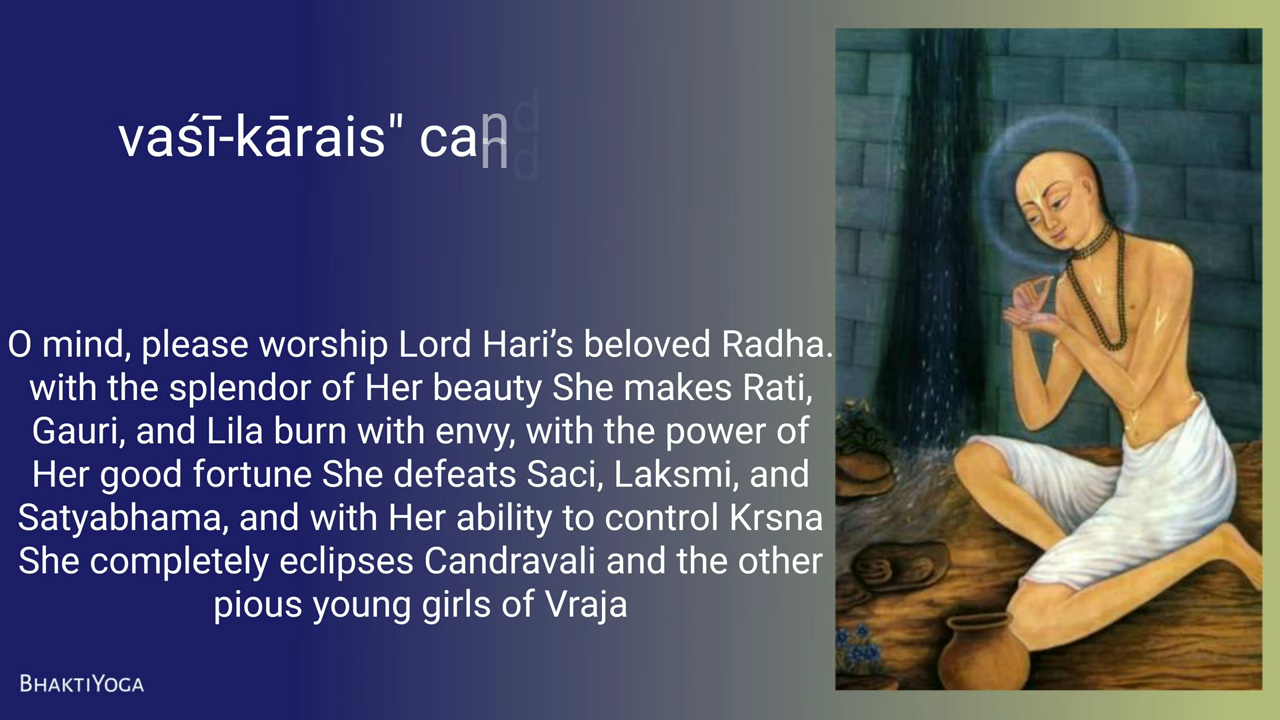 vaśī-kārais" can
O mind, please worship Lord Hari’s beloved Radha.
with the splendor of Her beauty She makes Rati,
Gauri, and Lila burn with envy, with the power of
Her good fortune She defeats Saci, Laksmi, and
Satyabhama, and with Her ability to control Krsna
She completely eclipses Candravali and the other
pious young girls of Vraja
BHAKTIYOGA